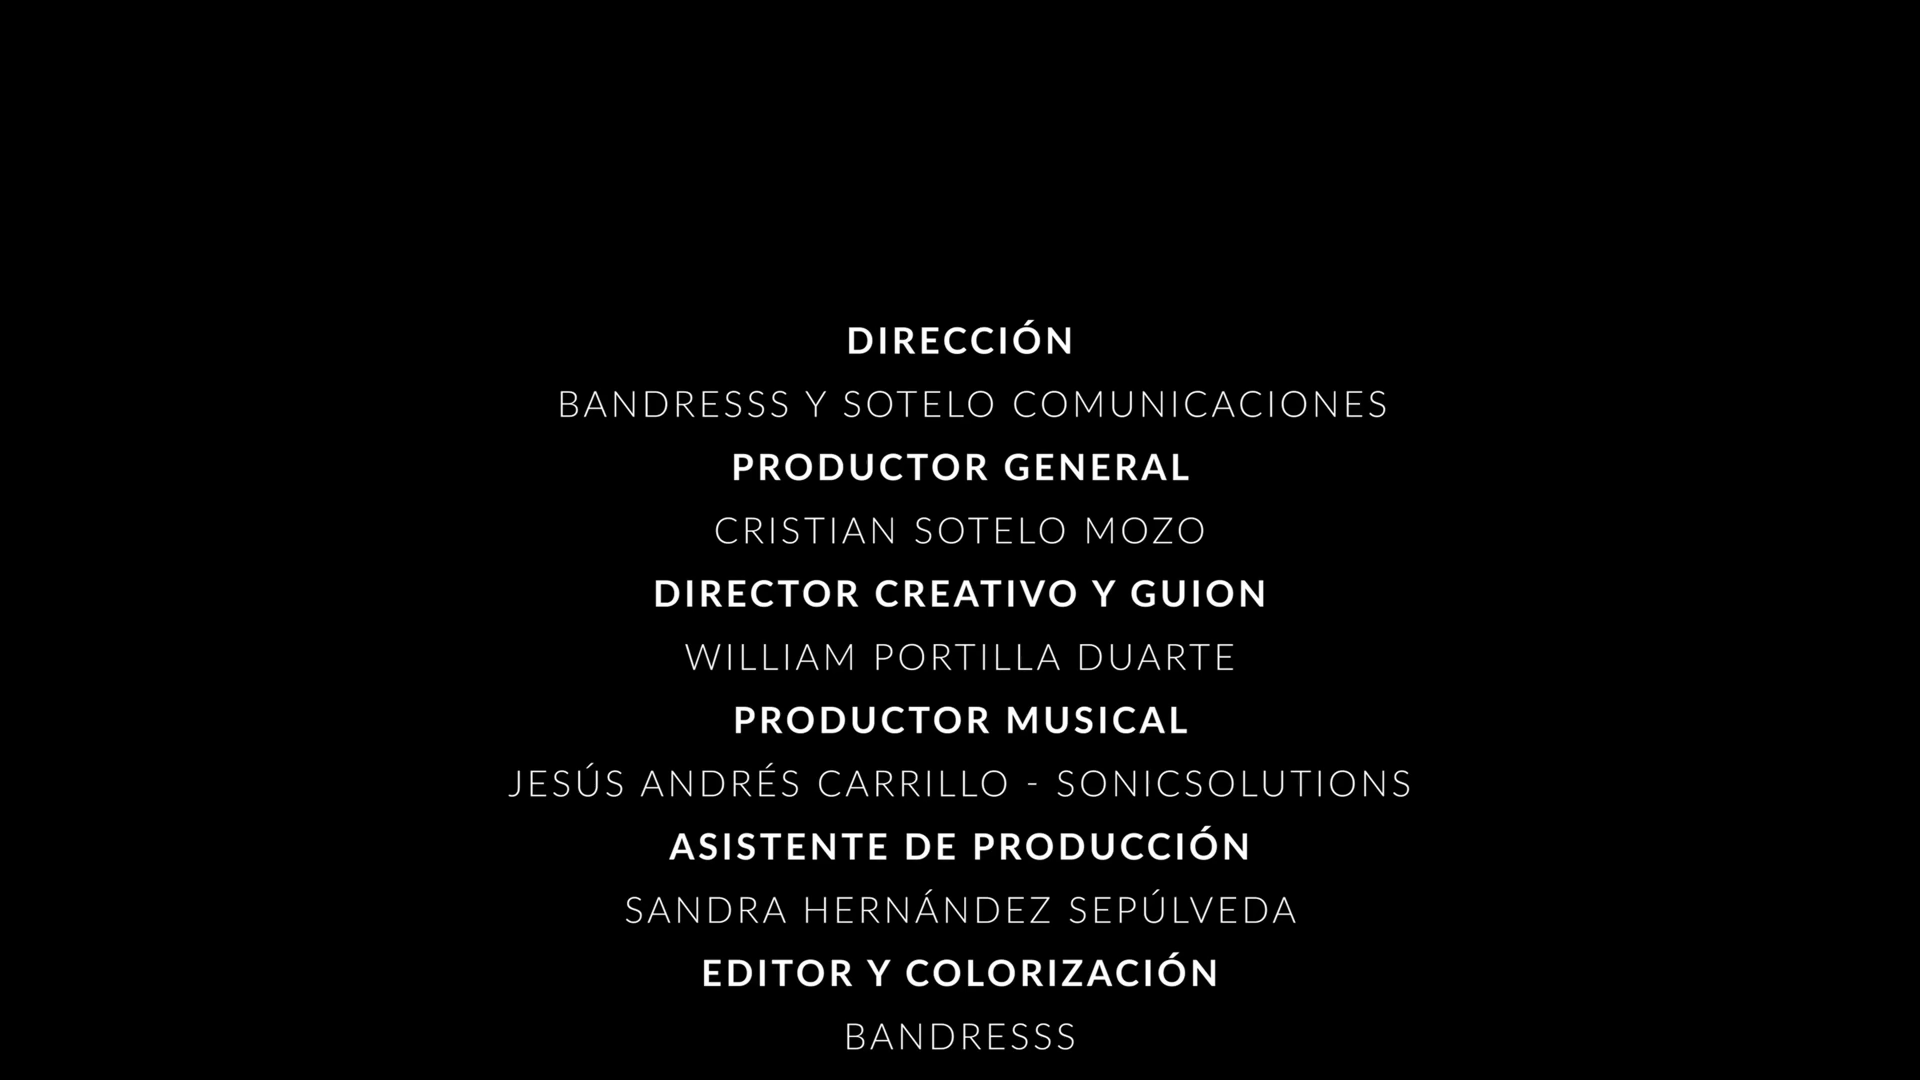 DIRECCIÓN
BANDRESSS Y SOTELO COMUNICACIONES
PRODUCTOR GENERAL
CRISTIAN SOTELO MOZO
DIRECTOR CREATIVO Y GUION
WILLIAM PORTILLA DUARTE
PRODUCTOR MUSICAL
JESÚS ANDRÉS CARRILLO - SONICSOLUTIONS
ASISTENTE DE PRODUCCIÓN
SANDRA HERNÁNDEZ SEPÚLVEDA
EDITOR Y COLORIZACIÓN
BANDRESSS